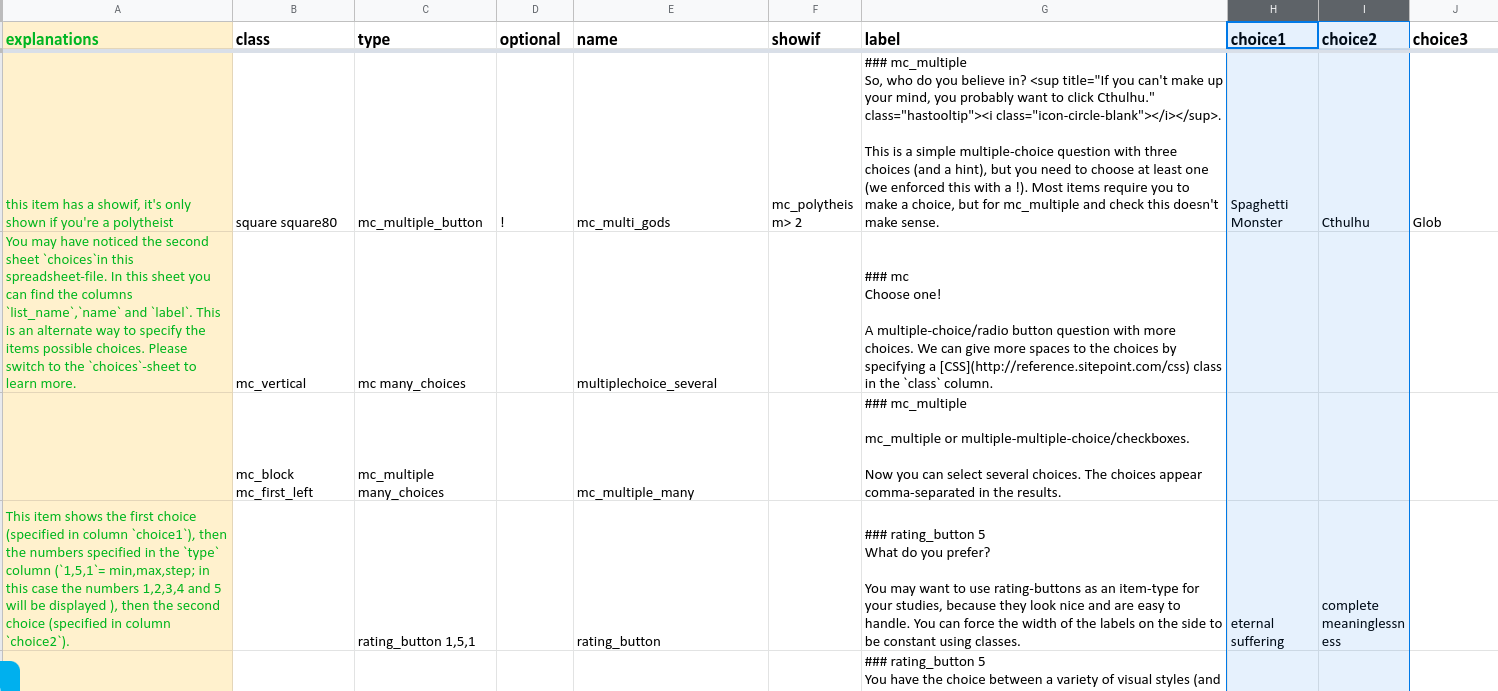 A B C D E F G H I J
explanations class type optional name showif label choice1 choice2 choice3
### mc_multiple
So, who do you believe in? <sup title="If you can't make up
your mind, you probably want to click Cthulhu."
class="hastooltip"><i class="icon-circle-blank"></i></sup>.
This is a simple multiple-choice question with three
choices (and a hint), but you need to choose at least one
(we enforced this with a !). Most items require you to
make a choice, but for mc_multiple and check this doesn't
make sense.
this item has a showif, it's only
shown if you're a polytheist
square square80
mc_multiple_button
!
mc_multi_gods
mc_polytheis
m> 2
Spaghetti
Monster
Cthulhu
Glob
You may have noticed the second
sheet `choices`in this
spreadsheet-file. In this sheet you
can find the columns
`list_name`,`name` and `label`. This
is an alternate way to specify the
items possible choices. Please
switch to the `choices`-sheet to
learn more.
mc_vertical
mc many_choices
multiplechoice_several
### mc
Choose one!
A multiple-choice/radio button question with more
choices. We can give more spaces to the choices by
specifying a [CSS](http://reference.sitepoint.com/css) class
in the `class` column.
mc_block
mc_first_left
mc_multiple
many_choices
mc_multiple_many
### mc_multiple
mc_multiple or multiple-multiple-choice/checkboxes.
Now you can select several choices. The choices appear
comma-separated in the results.
This item shows the first choice
(specified in column `choice1`), then
the numbers specified in the `type`
column (`1,5,1`= min,max,step; in
this case the numbers 1,2,3,4 and 5
will be displayed ), then the second
choice (specified in column
`choice2`).
rating_button 1,5,1
rating_button
### rating_button 5
What do you prefer?
You may want to use rating-buttons as an item-type for
your studies, because they look nice and are easy to
handle. You can force the width of the labels on the side to
be constant using classes.
eternal
suffering
complete
meaninglessn
ess
### rating_button 5
You have the choice between a variety of visual styles (and